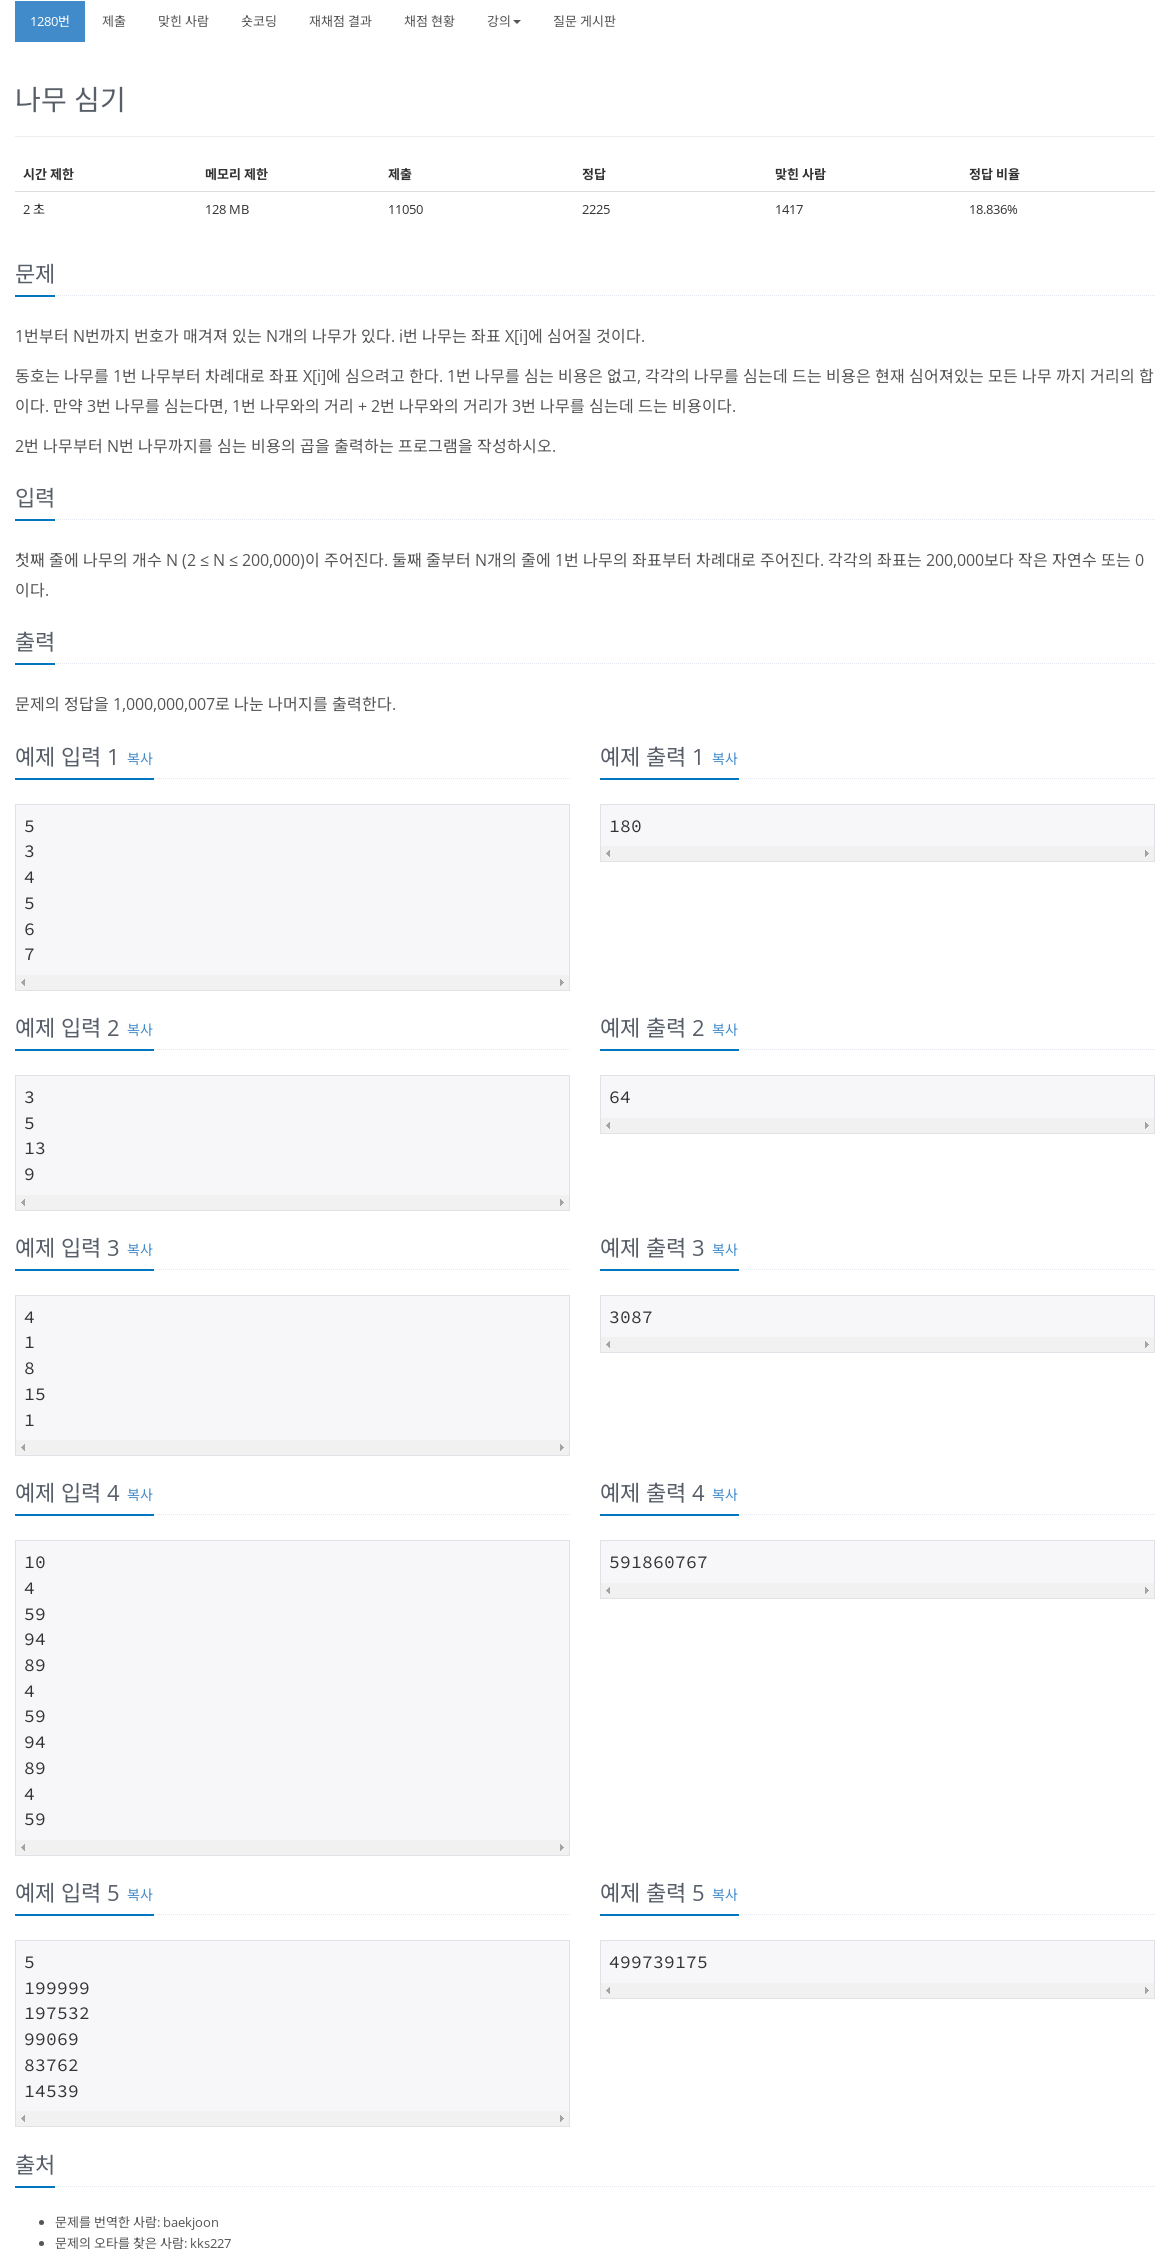 1280번 제출 맞힌 사람 숏코딩 재채점 결과 채점 현황 강의 질문 게시판
나무 심기
시간 제한 메모리 제한 제출 정답 맞힌 사람 정답 비율
2 초 128 MB 11050 2225 1417 18.836%
문제
1번부터 N번까지 번호가 매겨져 있는 N개의 나무가 있다. i번 나무는 좌표 X[i]에 심어질 것이다.
동호는 나무를 1번 나무부터 차례대로 좌표 X[i]에 심으려고 한다. 1번 나무를 심는 비용은 없고, 각각의 나무를 심는데 드는 비용은 현재 심어져있는 모든 나무 까지 거리의 합
이다. 만약 3번 나무를 심는다면, 1번 나무와의 거리 + 2번 나무와의 거리가 3번 나무를 심는데 드는 비용이다.
2번 나무부터 N번 나무까지를 심는 비용의 곱을 출력하는 프로그램을 작성하시오.
입력
첫째 줄에 나무의 개수 N (2 ≤ N ≤ 200,000)이 주어진다. 둘째 줄부터 N개의 줄에 1번 나무의 좌표부터 차례대로 주어진다. 각각의 좌표는 200,000보다 작은 자연수 또는 0
이다.
출력
문제의 정답을 1,000,000,007로 나눈 나머지를 출력한다.
예제 입력 1 복사
5
3
4
5
6
7
예제 출력 1 복사
180
예제 입력 2 복사
3
5
13
9
예제 출력 2 복사
64
예제 입력 3 복사
4
1
8
15
1
예제 출력 3 복사
3087
예제 입력 4 복사
10
4
59
94
89
4
59
94
89
4
59
예제 출력 4 복사
591860767
예제 입력 5 복사
5
199999
197532
99069
83762
14539
예제 출력 5 복사
499739175
출처
문제를 번역한 사람: baekjoon
문제의 오타를 찾은 사람: kks227